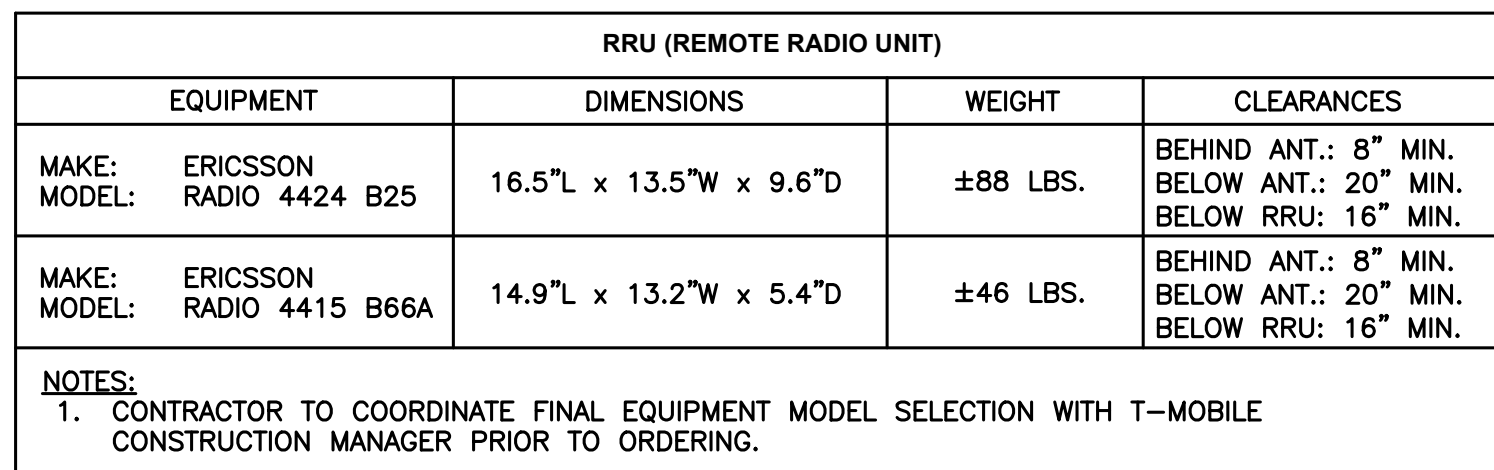 RRU (REMOTE RADIO UNIT)
EQUIPMENT DIMENSIONS WEIGHT CLEARANCES
MAKE: ERICSSON
MODEL: RADIO 4424 B25
16.5"L x 13.5"W x 9.6"D
±88 LBS.
BEHIND ANT.: 8" MIN.
BELOW ANT.: 20" MIN.
BELOW RRU: 16" MIN.
MAKE: ERICSSON
MODEL: RADIO 4415 B66A
14.9"L x 13.2"W x 5.4"D
±46 LBS.
BEHIND ANT.: 8" MIN.
BELOW ANT.: 20" MIN.
BELOW RRU: 16" MIN.
NOTES:
1. CONTRACTOR TO COORDINATE FINAL EQUIPMENT MODEL SELECTION WITH T-MOBILE
CONSTRUCTION MANAGER PRIOR TO ORDERING.